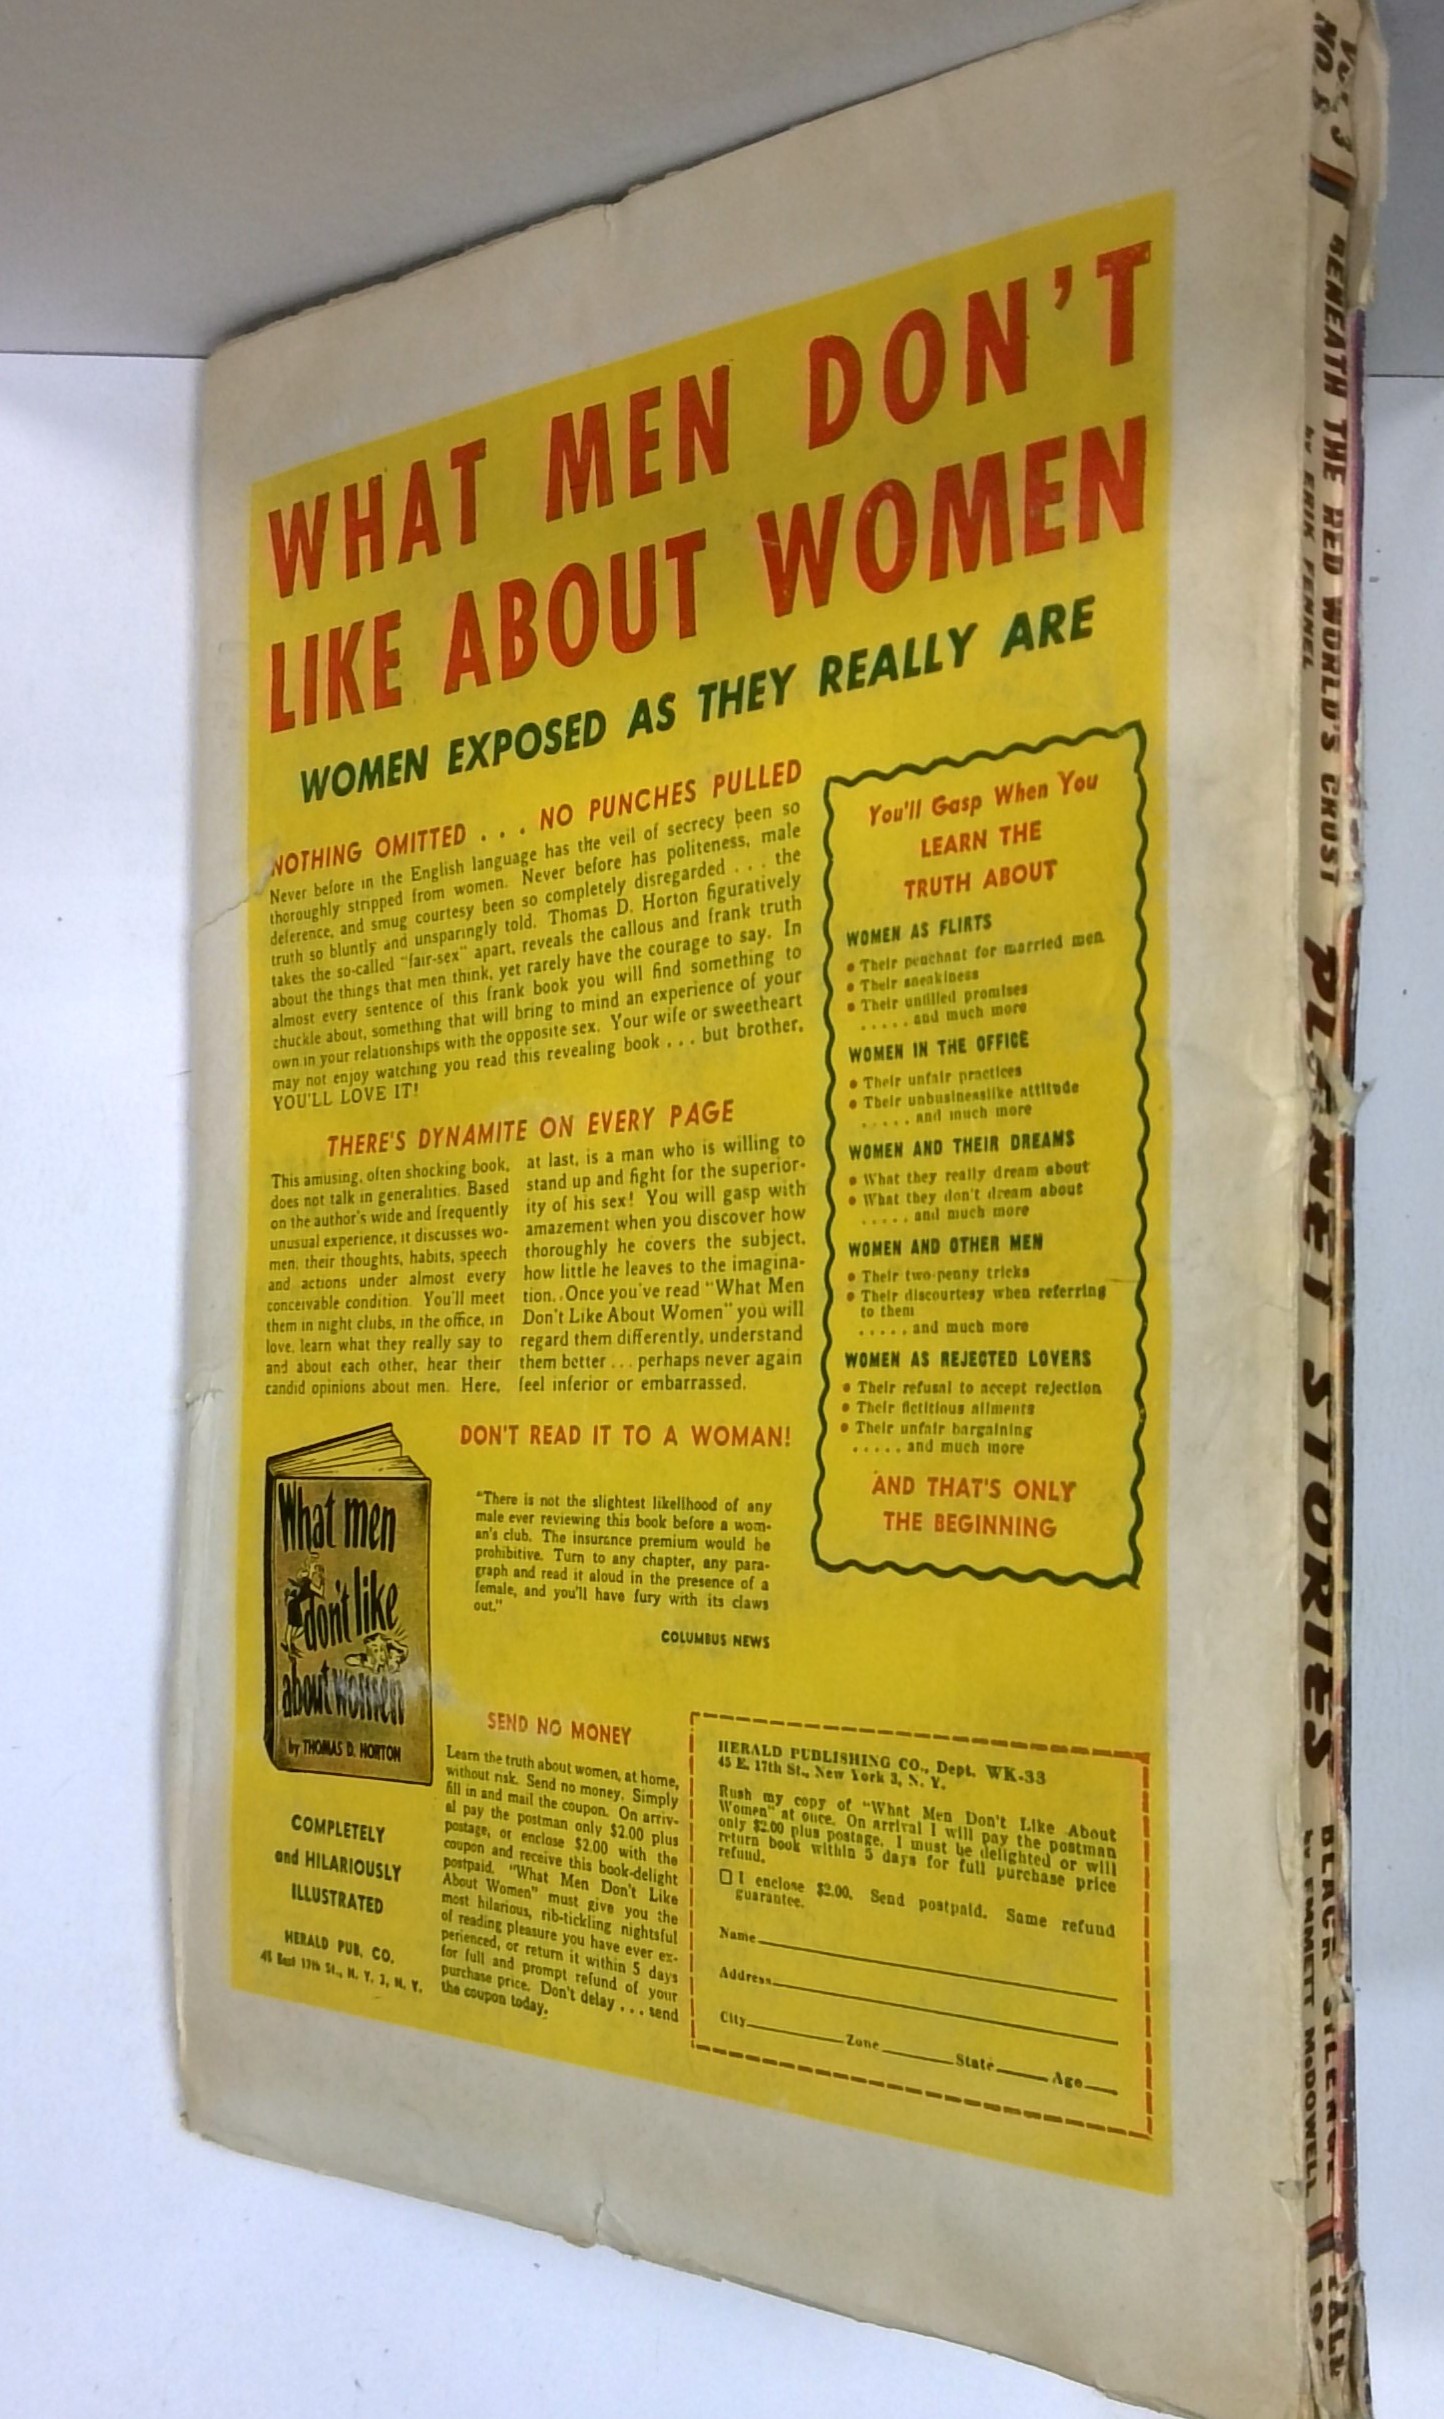 WHAT MEN DON'T
LIKE ABOUT WOMEN
WOMEN EXPOSED AS THEY REALLY ARE
NOTHING OMITTED . . . NO PUNCHES PULLED
Never before in the English language has the veil of secrecy been so
thoroughly stripped from women. Never before has politeness, male
deference, and smug courtesy been so completely disregarded . . . the
truth so bluntly and unsparingly told. Thomas D. Horton figuratively
takes the so-called "fair-sex" apart, reveals the callous and frank truth
about the things that men think, yet rarely have the courage to say. In
almost every sentence of this frank book you will find something to
chuckle about, something that will bring to mind an experience of your
own in your relationships with the opposite sex. Your wife or sweetheart
may not enjoy watching you read this revealing book . . . but brother,
YOU'LL LOVE IT!
THERE'S DYNAMITE ON EVERY PAGE
This amusing, often shocking book,
does not talk in generalities. Based
on the author's wide and frequently
unusual experience, it discusses wo-
men, their thoughts, habits, speech
and actions under almost every
conceivable condition. You'll meet
them in night clubs, in the office, in
love, learn what they really say to
and about each other, hear their
candid opinions about men. Here,
at last, is a man who is willing to
stand up and fight for the superior-
ity of his sex! You will gasp with
amazement when you discover how
thoroughly he covers the subject,
how little he leaves to the imagina-
tion. Once you've read "What Men
Don't Like About Women" you will
regard them differently, understand
them better . . . perhaps never again
feel inferior or embarrassed.
You'll Gasp When You
LEARN THE
TRUTH ABOUT
WOMEN AS FLIRTS
• Their penchant for married men
• Their sneakiness
• Their unfilled promises
. . . . . and much more
WOMEN IN THE OFFICE
• Their unfair practices
• Their unbusinesslike attitude
. . . . . and much more
WOMEN AND THEIR DREAMS
• What they really dream about
• What they don't dream about
. . . . . and much more
WOMEN AND OTHER MEN
• Their two-penny tricks
• Their discourtesy when referring
to them
. . . . . and much more
WOMEN AS REJECTED LOVERS
• Their refusal to accept rejection
• Their fictitious ailments
• Their unfair bargaining
. . . . . and much more
AND THAT'S ONLY
THE BEGINNING
DON'T READ IT TO A WOMAN!
"There is not the slightest likelihood of any
male ever reviewing this book before a wom-
an's club. The insurance premium would be
prohibitive. Turn to any chapter, any para-
graph and read it aloud in the presence of a
female, and you'll have fury with its claws
out."
COLUMBUS NEWS
What men
don't like
about women
by THOMAS D. HORTON
COMPLETELY
and HILARIOUSLY
ILLUSTRATED
HERALD PUB. CO.
45 East 17th St., N. Y. 3, N. Y.
SEND NO MONEY
Learn the truth about women, at home,
without risk. Send no money. Simply
fill in and mail the coupon. On arriv-
al pay the postman only $2.00 plus
postage, or enclose $2.00 with the
coupon and receive this book-delight
postpaid. "What Men Don't Like
About Women" must give you the
most hilarious, rib-tickling nightsful
of reading pleasure you have ever ex-
perienced, or return it within 5 days
for full and prompt refund of your
purchase price. Don't delay . . . send
the coupon today.
HERALD PUBLISHING CO., Dept. WK-33
45 E. 17th St., New York 3, N. Y.
Rush my copy of "What Men Don't Like About
Women" at once. On arrival I will pay the postman
only $2.00 plus postage. I must be delighted or will
return book within 5 days for full purchase price
refund.
I enclose $2.00. Send postpaid. Same refund
guarantee.
Name
Address
City Zone State Age
VOL. 3
NO.
BENEATH THE RED WORLD'S CRUST
by ERIK FENNEL
PLANET STORIES
BLACK SILENCE
by EMMETT McDOWELL
FALL